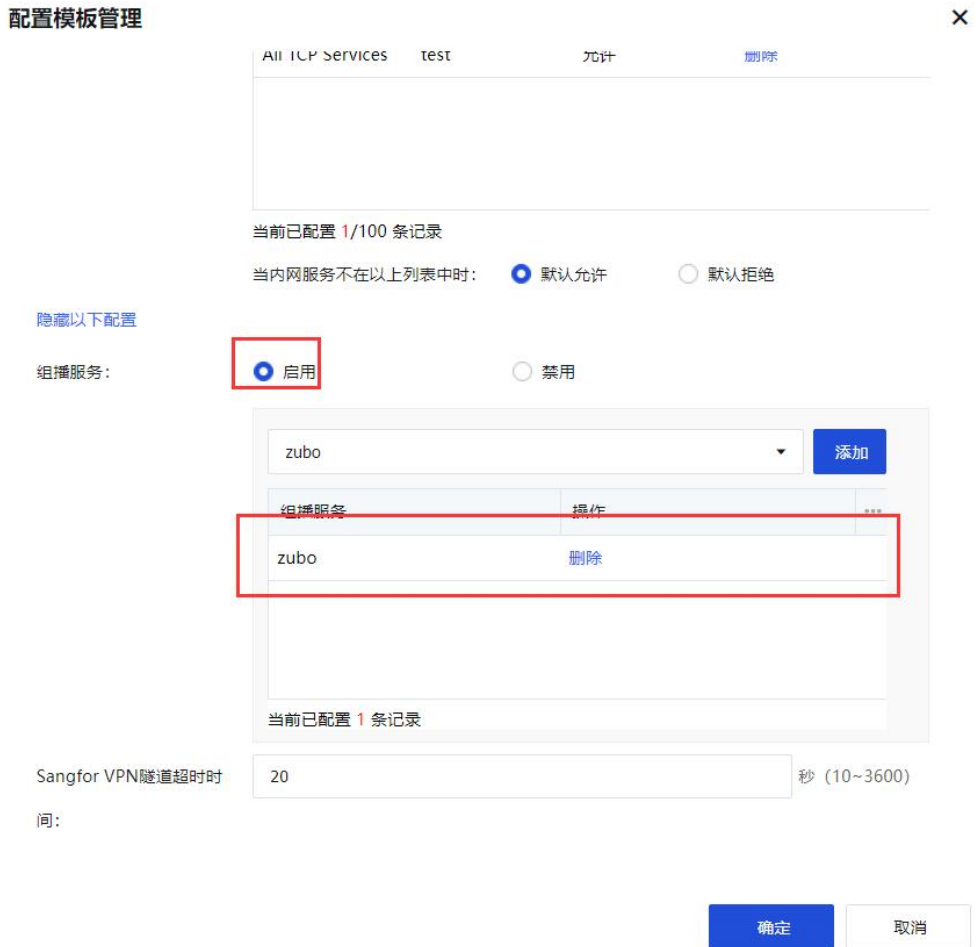 配置模板管理
All TCP Services test 允许 删除
当前已配置 1/100 条记录
当内网服务不在以上列表中时： 默认允许 默认拒绝
隐藏以下配置
组播服务： 启用 禁用
zubo 添加
组播服务 操作
zubo 删除
当前已配置 1 条记录
Sangfor VPN隧道超时时 20 秒（10~3600）
间：
确定 取消